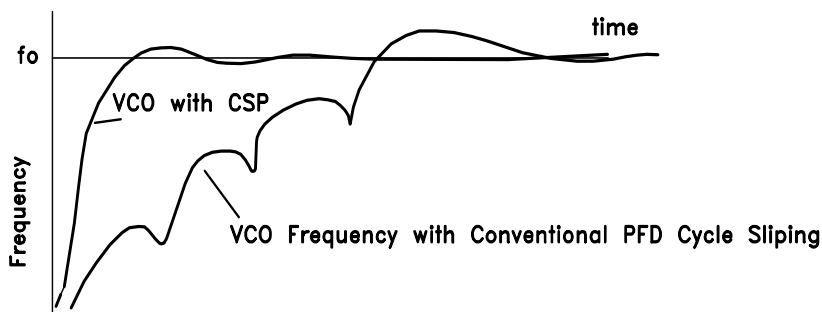 time
fo
VCO with CSP
Frequency
VCO Frequency with Conventional PFD Cycle Sliping